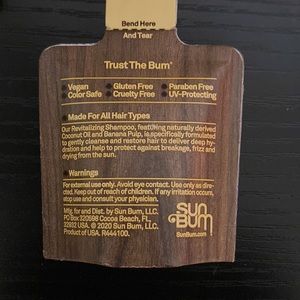 Bend Here
And Tear
Trust The Bum®
Vegan
Gluten Free
Paraben Free
Color Safe
Cruelty Free
UV-Protecting
Made For All Hair Types
Our Revitalizing Shampoo, featuring naturally derived
Coconut Oil and Banana Pulp, is specifically formulated
to gently cleanse and restore hair to deliver deep hy-
dration and help to protect against breakage, frizz and
drying from the sun.
Warnings
For external use only. Avoid eye contact. Use only as direc-
ted. Keep out of reach of children. If any irritation occurs,
stop use and consult your physician.
Mfg. for and Dist. by Sun Bum, LLC.
PO Box 320598 Cocoa Beach, FL,
32932 USA. © 2020 Sun Bum, LLC.
Product of USA. R444100.
SUN
BUM
SunBum.com